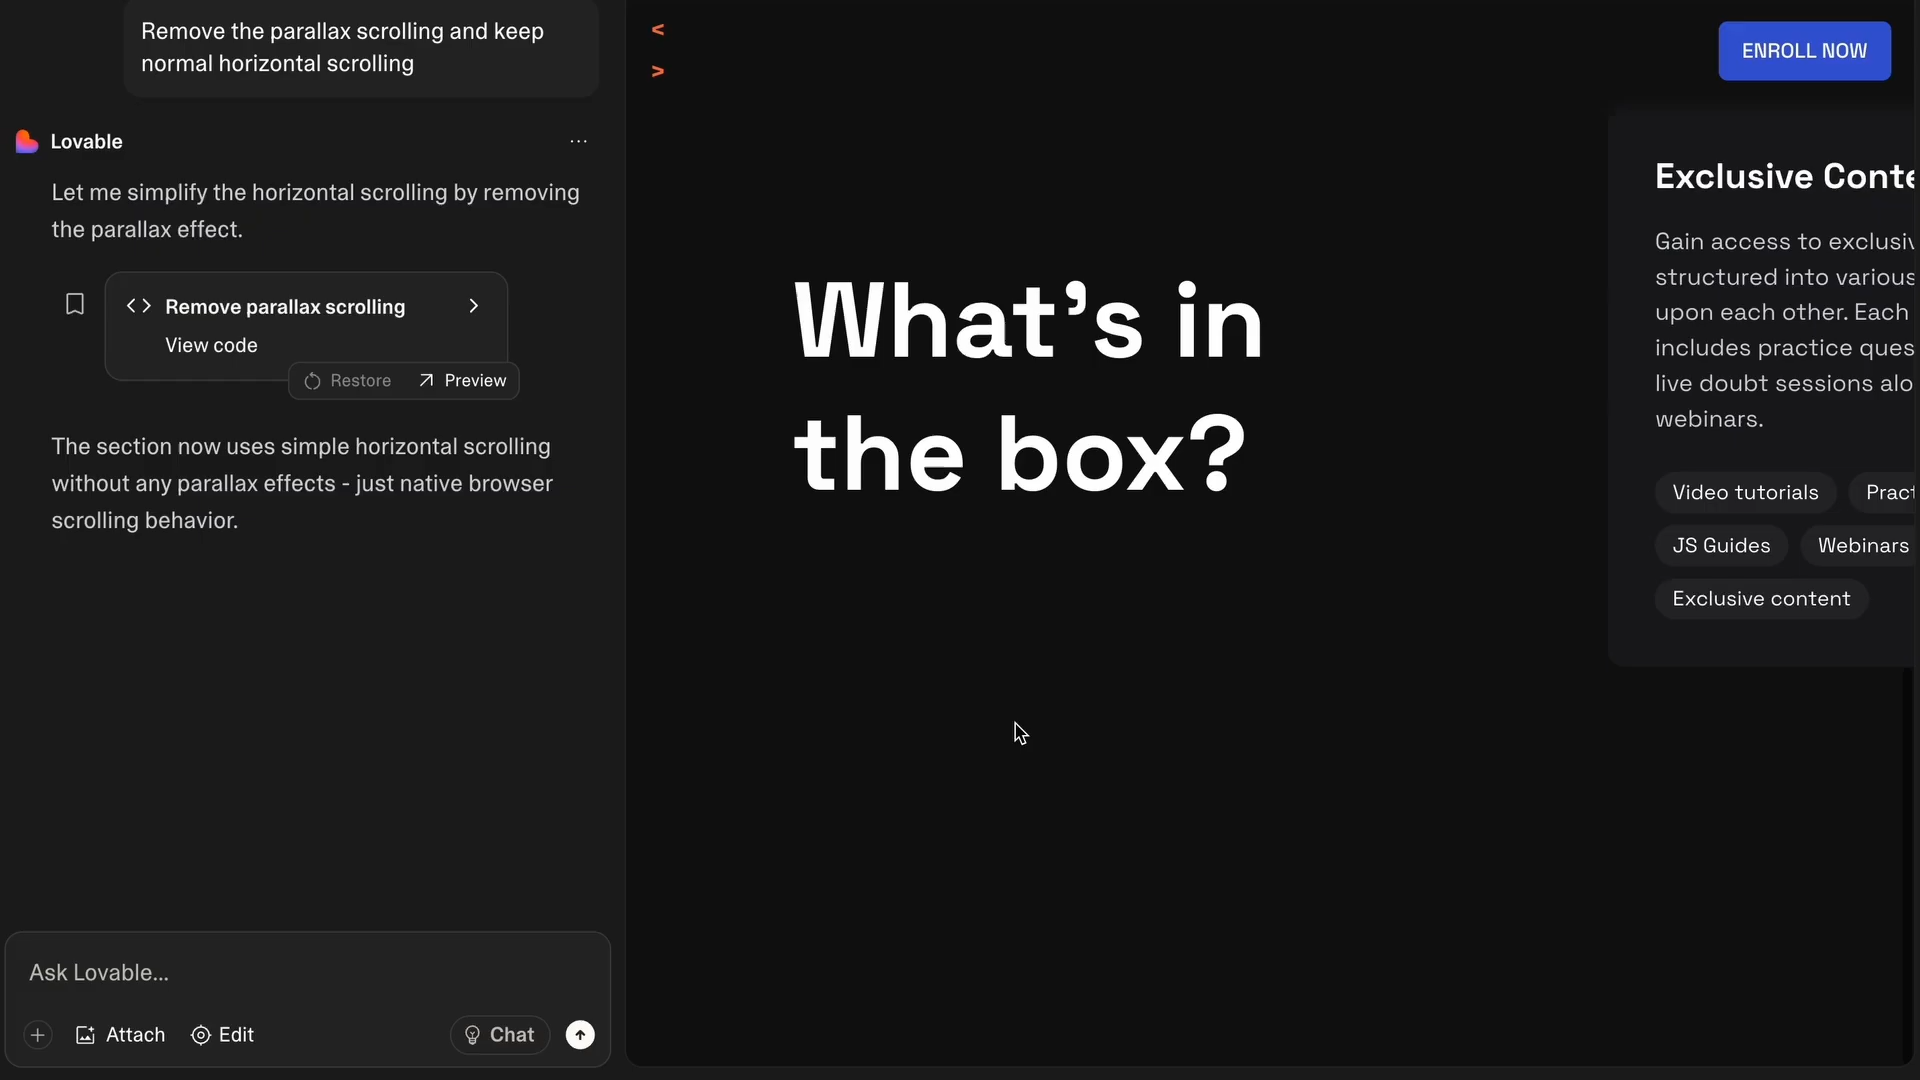 Remove the parallax scrolling and keep
normal horizontal scrolling
Lovable
Let me simplify the horizontal scrolling by removing
the parallax effect.
Remove parallax scrolling
View code
Restore
Preview
The section now uses simple horizontal scrolling
without any parallax effects - just native browser
scrolling behavior.
Ask Lovable...
Attach
Edit
Chat
<
>
ENROLL NOW
What's in
the box?
Exclusive Conte
Gain access to exclusiv
structured into various
upon each other. Each
includes practice ques
live doubt sessions alo
webinars.
Video tutorials
Pract
JS Guides
Webinars
Exclusive content